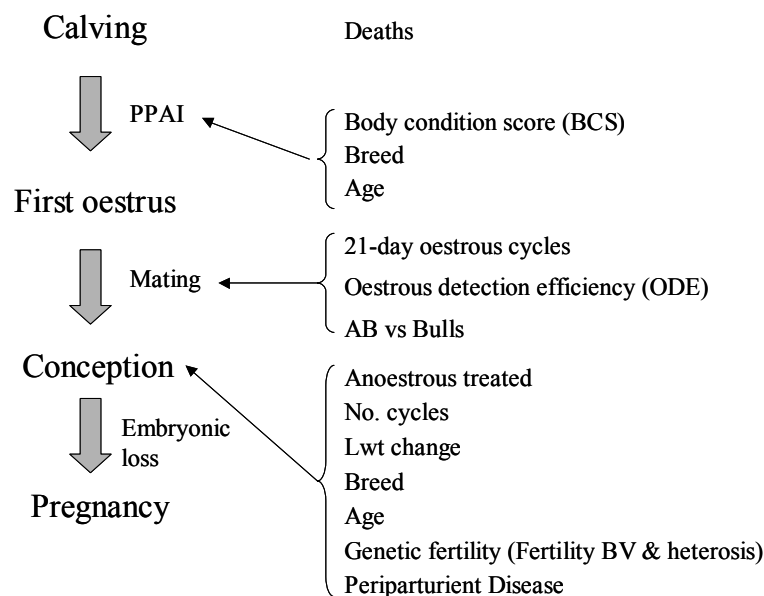 Calving
Deaths
PPAI
Body condition score (BCS)
Breed
Age
First oestrus
21-day oestrous cycles
Mating
Oestrous detection efficiency (ODE)
AB vs Bulls
Conception
Anoestrous treated
No. cycles
Embryonic
loss
Lwt change
Breed
Pregnancy
Age
Genetic fertility (Fertility BV & heterosis)
Periparturient Disease